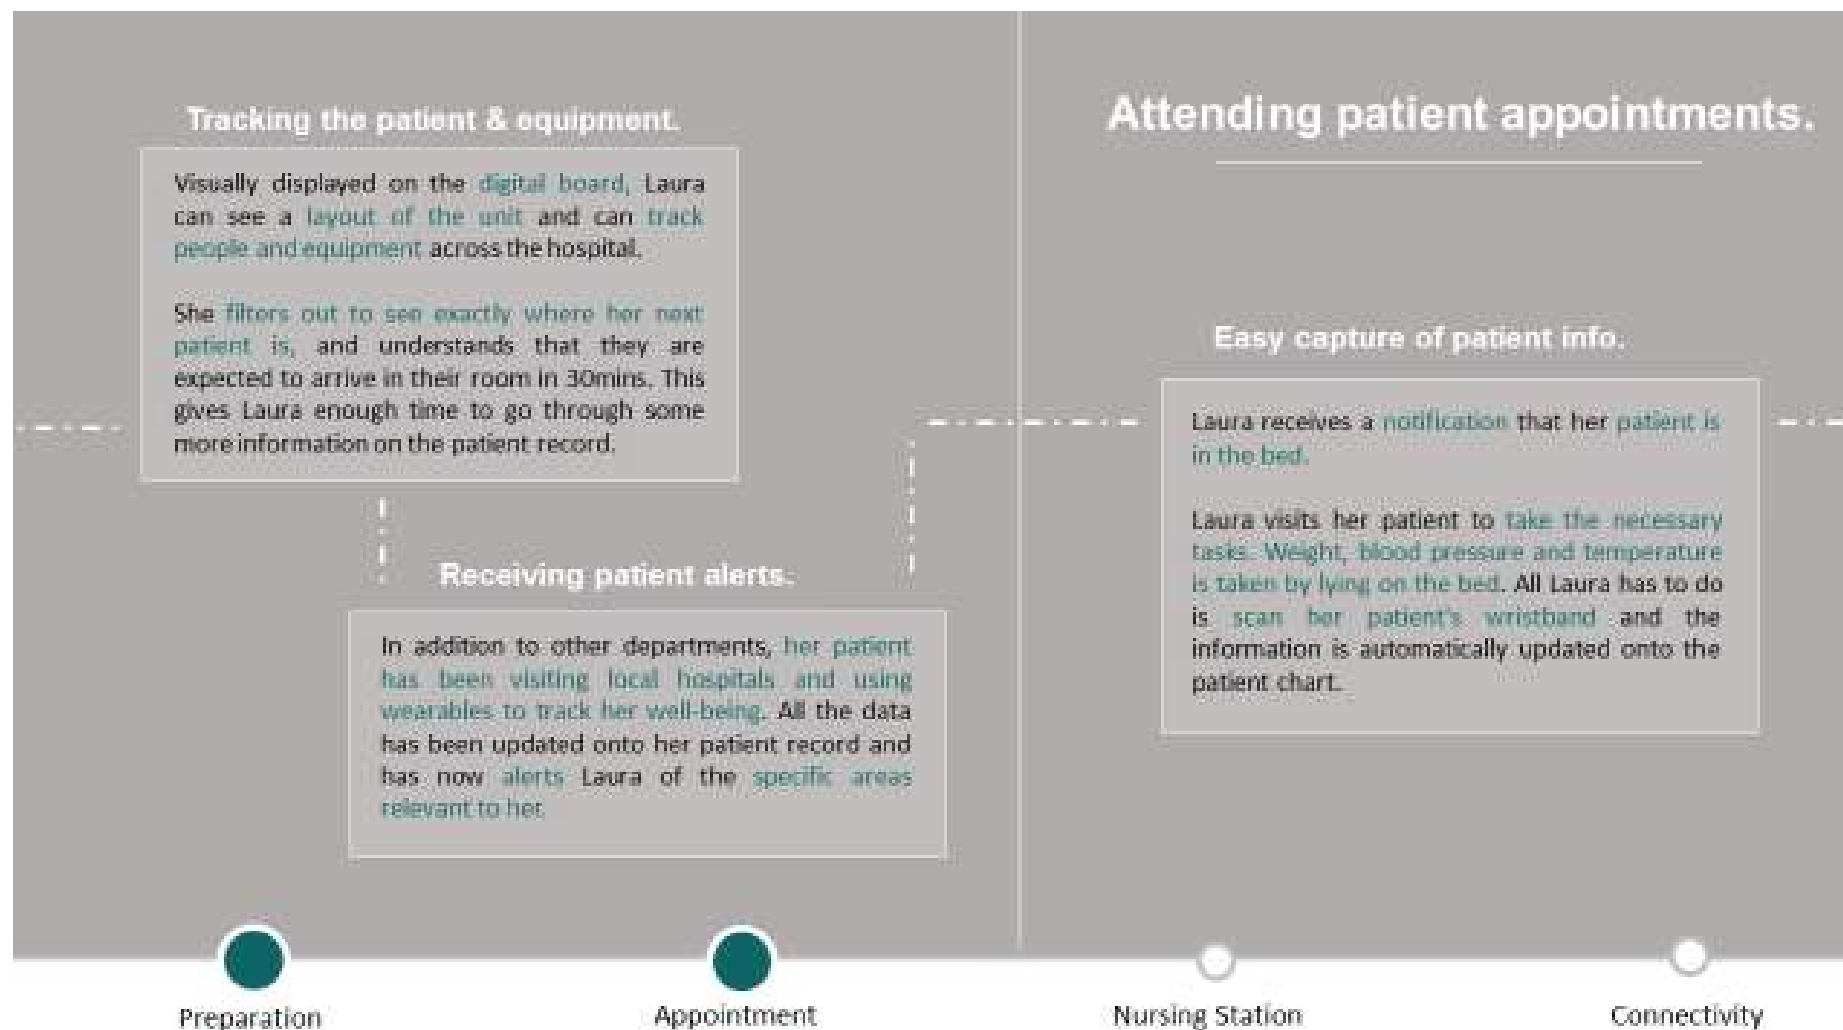 Tracking the patient & equipment.
Visually displayed on the digital board, Laura
can see a layout of the unit and can track
people and equipment across the hospital.
She filters out to see exactly where her next
patient is, and understands that they are
expected to arrive in their room in 30mins. This
gives Laura enough time to go through some
more information on the patient record.
Receiving patient alerts.
In addition to other departments, her patient
has been visiting local hospitals and using
wearables to track her well-being. All the data
has been updated onto her patient record and
has now alerts Laura of the specific areas
relevant to her.
Attending patient appointments.
Easy capture of patient info.
Laura receives a notification that her patient is
in the bed.
Laura visits her patient to take the necessary
tasks. Weight, blood pressure and temperature
is taken by lying on the bed. All Laura has to do
is scan her patient's wristband and the
information is automatically updated onto the
patient chart.
Preparation
Appointment
Nursing Station
Connectivity